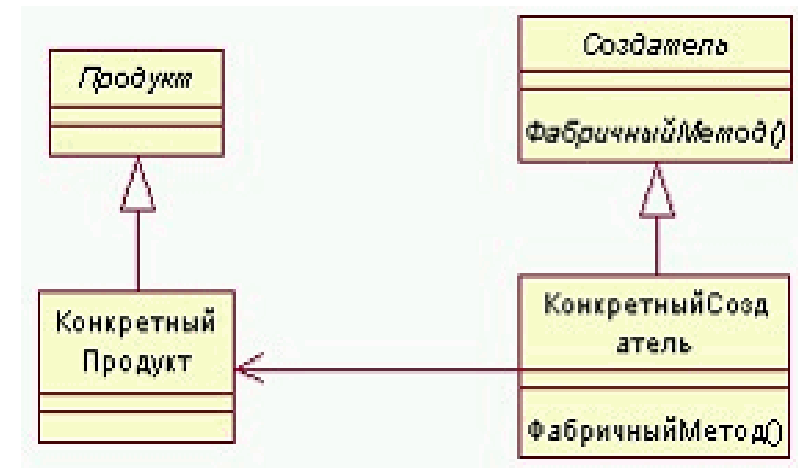 Продукт
Создатель
ФабричныйМетод()
Конкретный
Продукт
КонкретныйСозд
атель
ФабричныйМетод()